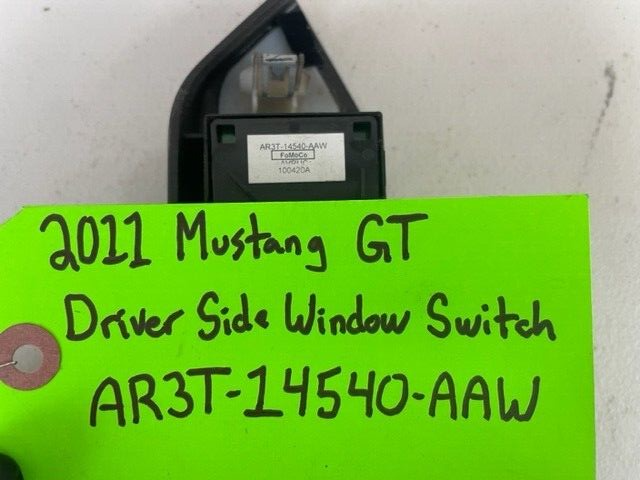 AR3T-14540-AAW
FoMoCo
100420A
2011 Mustang GT
Driver Side Window Switch
AR3T-14540-AAW